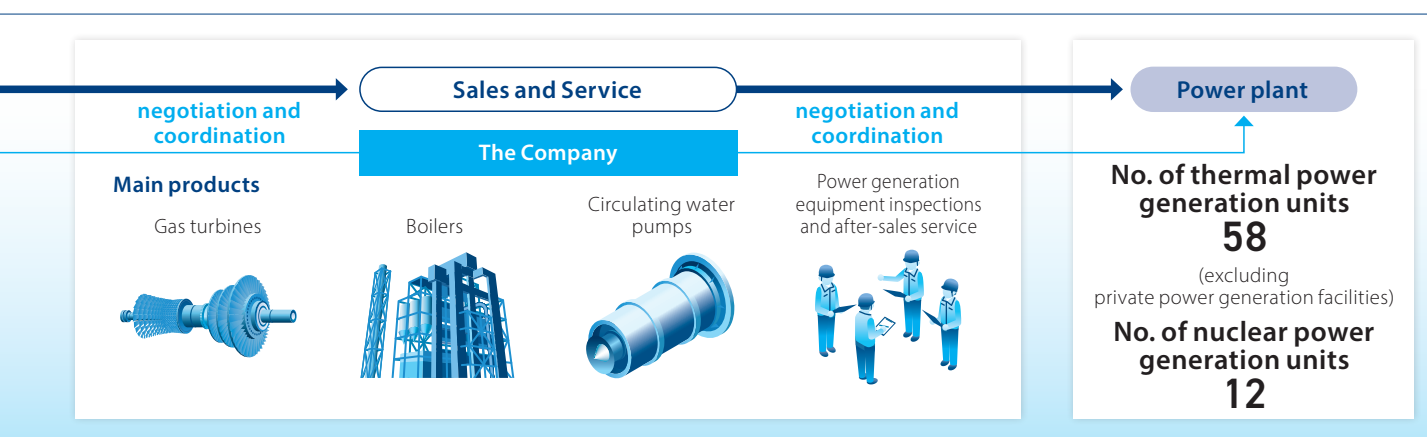 Sales and Service
negotiation and
coordination
The Company
negotiation and
coordination
Main products
Gas turbines
Boilers
Circulating water
pumps
Power generation
equipment inspections
and after-sales service
Power plant
No. of thermal power
generation units
58
(excluding
private power generation facilities)
No. of nuclear power
generation units
12